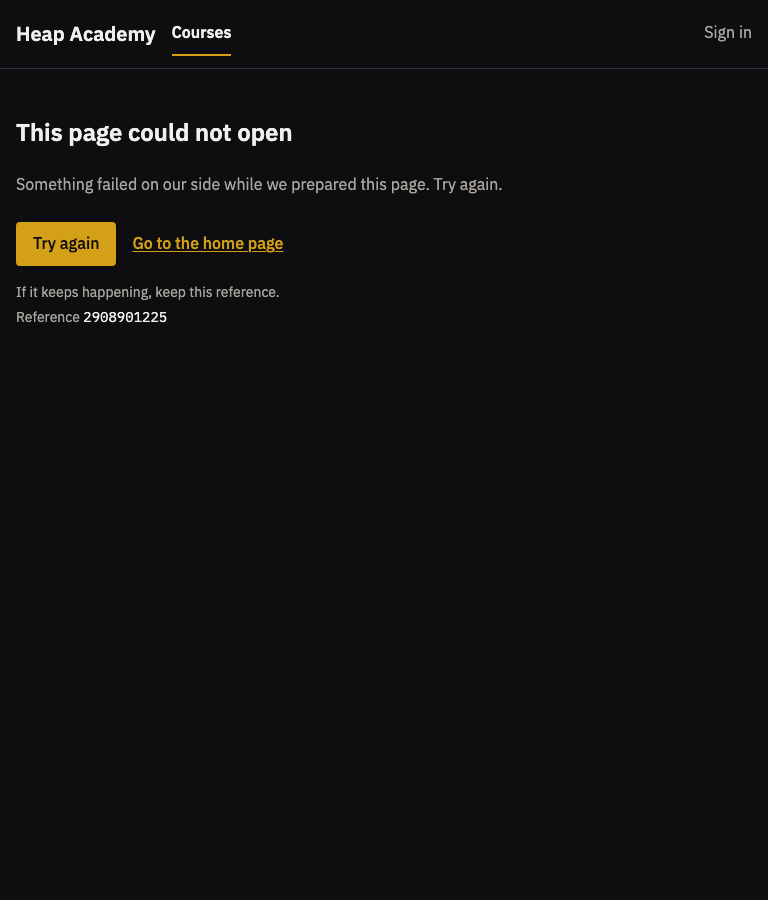 Heap Academy Courses Sign in
This page could not open
Something failed on our side while we prepared this page. Try again.
Try again Go to the home page
If it keeps happening, keep this reference.
Reference 2908901225